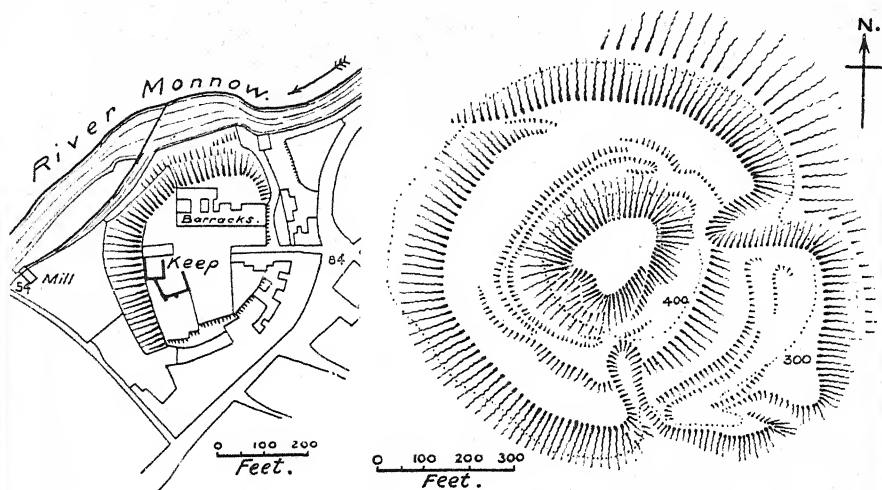 River Monnow.
Barracks.
Keep
84
Mill
54
0 100 200
Feet.
N.
400
300
0 100 200 300
Feet.